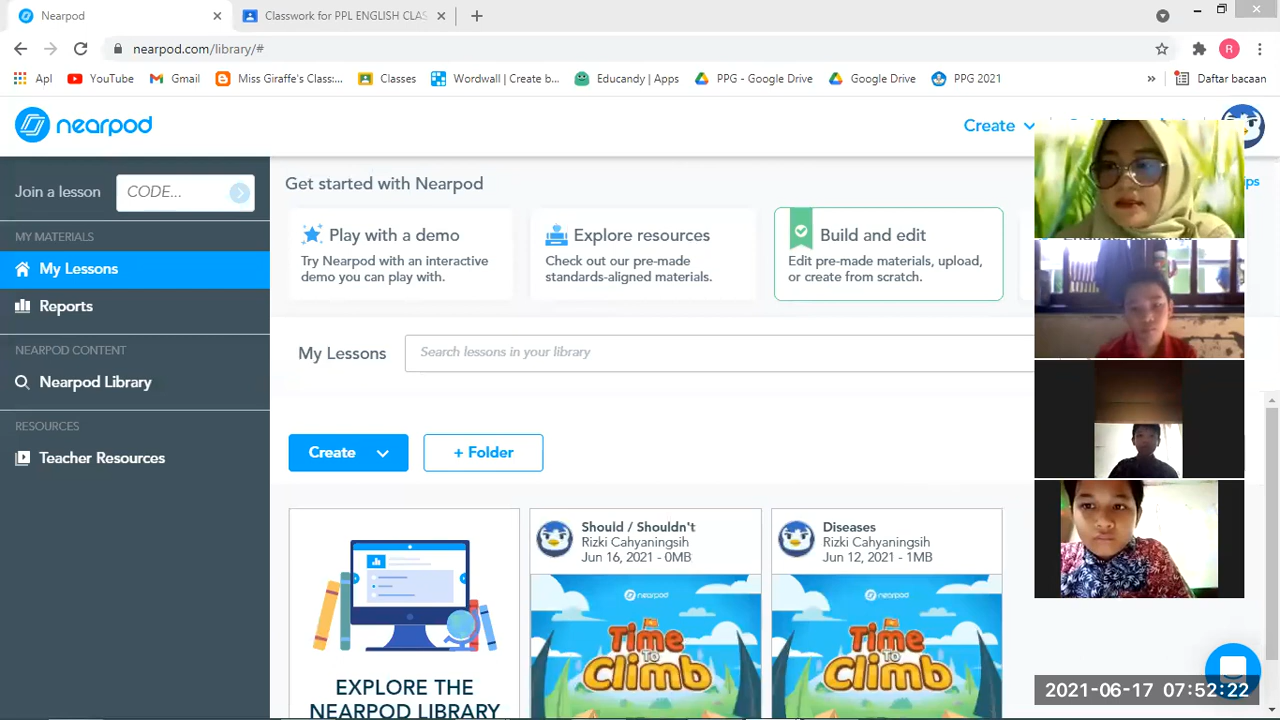 Nearpod
Classwork for PPL ENGLISH CLAS
nearpod.com/library/#
R
Apl
YouTube
Gmail
Miss Giraffe's Class:...
Classes
Wordwall | Create b...
Educandy | Apps
PPG - Google Drive
Google Drive
PPG 2021
»
Daftar bacaan
nearpod
Create
Join a lesson
CODE...
MY MATERIALS
My Lessons
Reports
NEARPOD CONTENT
Nearpod Library
RESOURCES
Teacher Resources
Get started with Nearpod
ips
Play with a demo
Try Nearpod with an interactive
demo you can play with.
Explore resources
Check out our pre-made
standards-aligned materials.
Build and edit
Edit pre-made materials, upload,
or create from scratch.
My Lessons
Search lessons in your library
Create
+ Folder
EXPLORE THE
NEARPOD LIBRARY
Should / Shouldn't
Rizki Cahyaningsih
Jun 16, 2021 - 0MB
nearpod
Time
to
Climb
Diseases
Rizki Cahyaningsih
Jun 12, 2021 - 1MB
nearpod
Time
to
Climb
2021-06-17 07:52:22